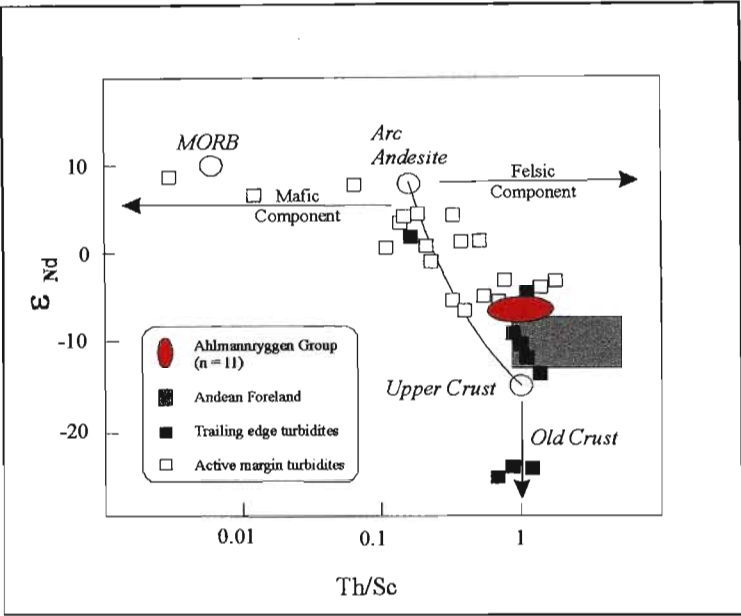 MORB
Arc
Andesite
Felsic
Component
Mafic
Component
10
0
-10
-20
ε Nd
Ahlmannryggen Group
(n = 11)
Andean Foreland
Trailing edge turbidites
Active margin turbidites
Upper Crust
Old Crust
0.01
0.1
1
Th/Sc